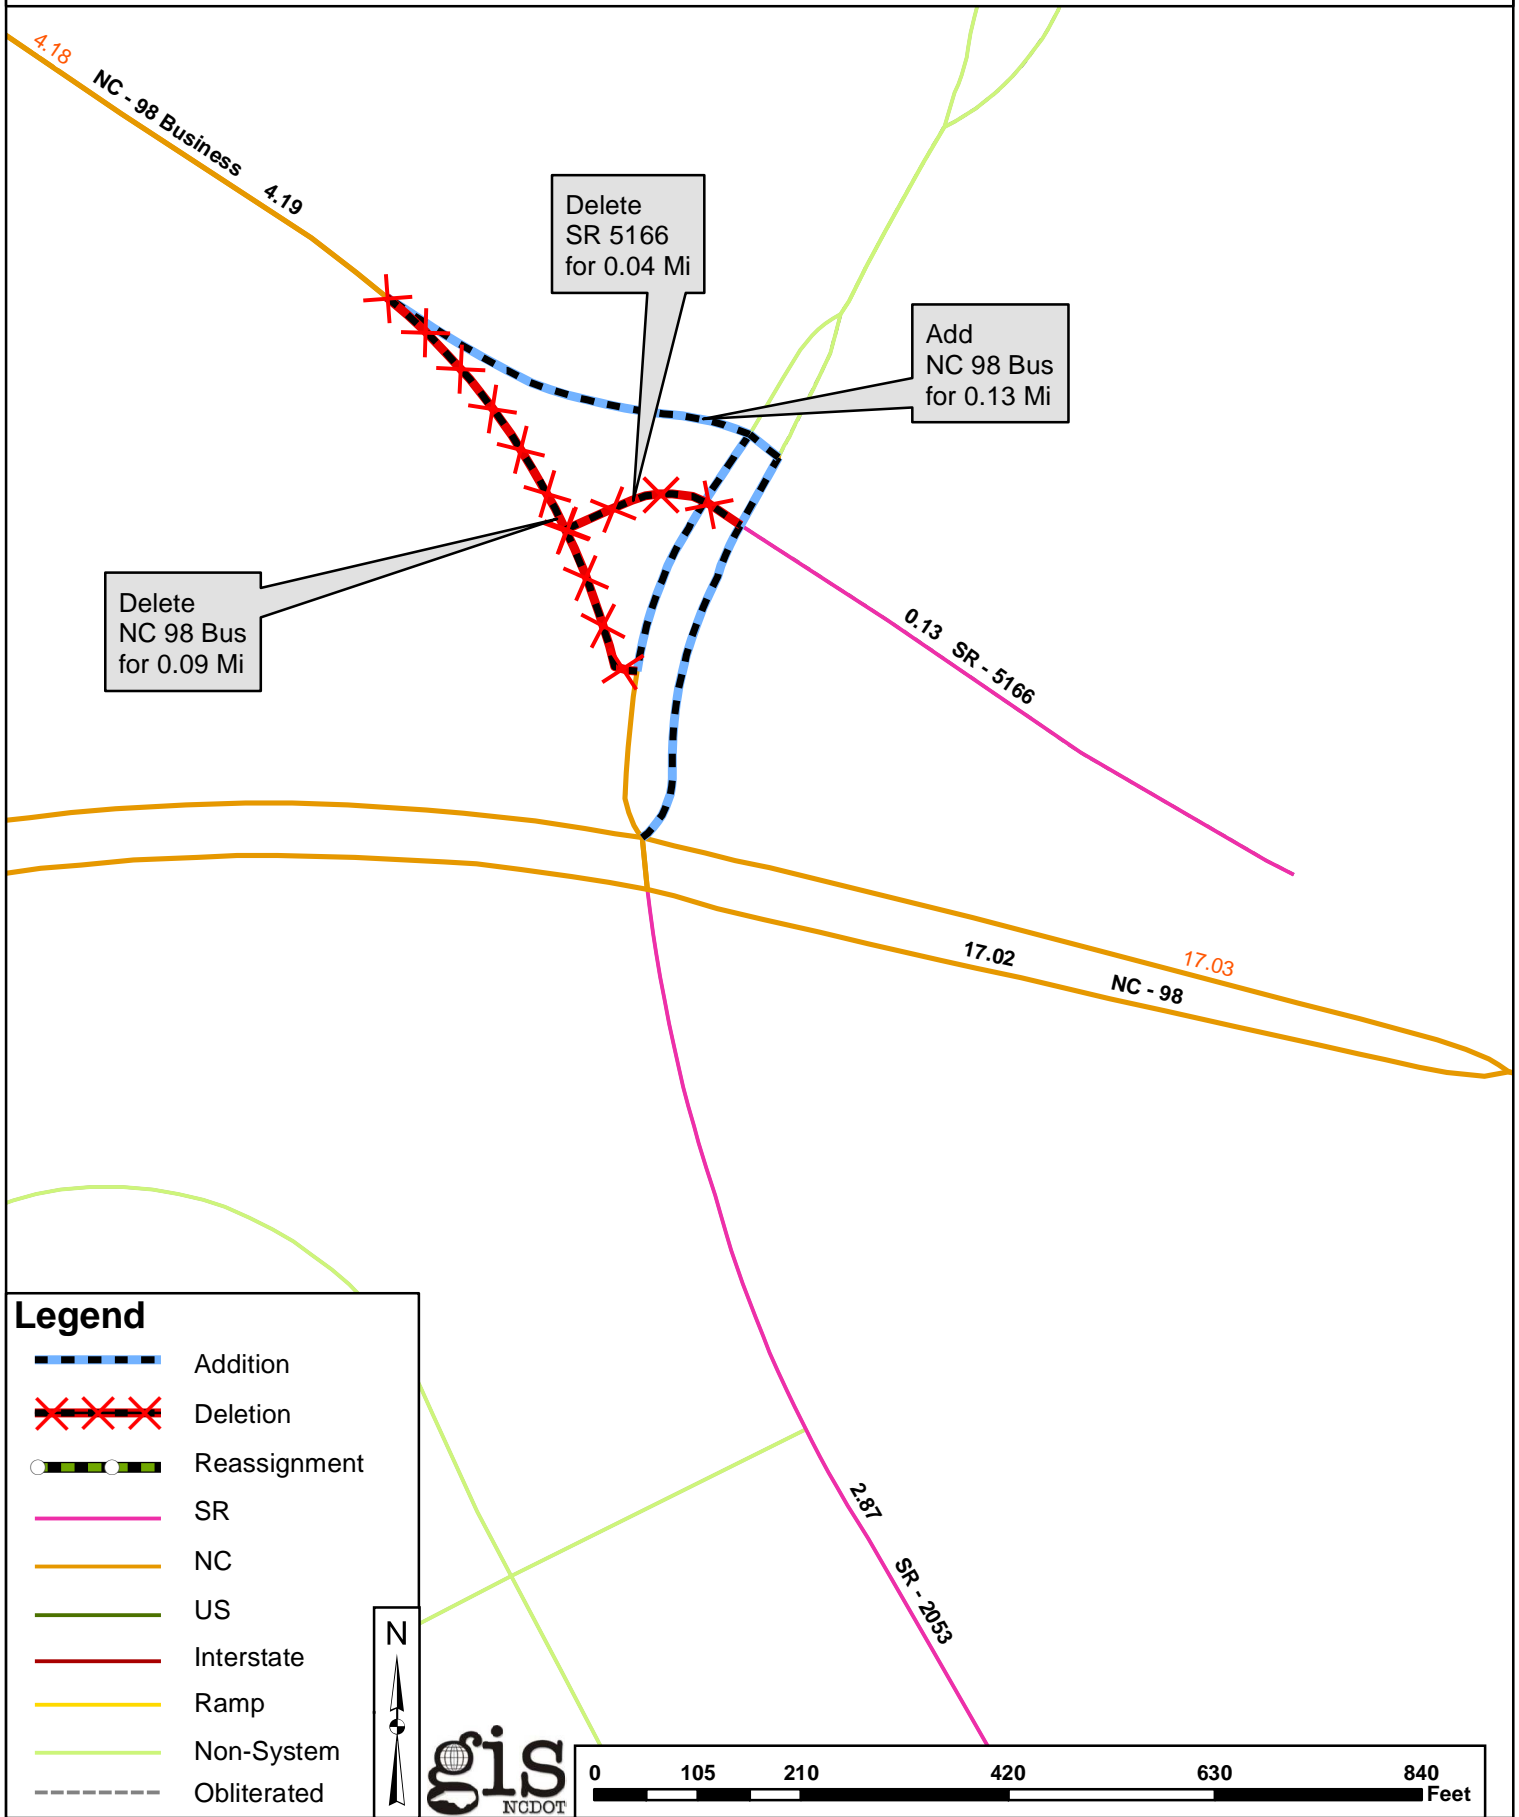 4.18
NC - 98 Business
4.19
Delete
SR 5166
for 0.04 Mi
Add
NC 98 Bus
for 0.13 Mi
Delete
NC 98 Bus
for 0.09 Mi
0.13 SR - 5166
17.02
17.03
NC - 98
2.87
SR - 2053
Legend
Addition
Deletion
Reassignment
SR
NC
US
Interstate
Ramp
Non-System
Obliterated
N
gis
NCDOT
0 105 210 420 630 840
Feet